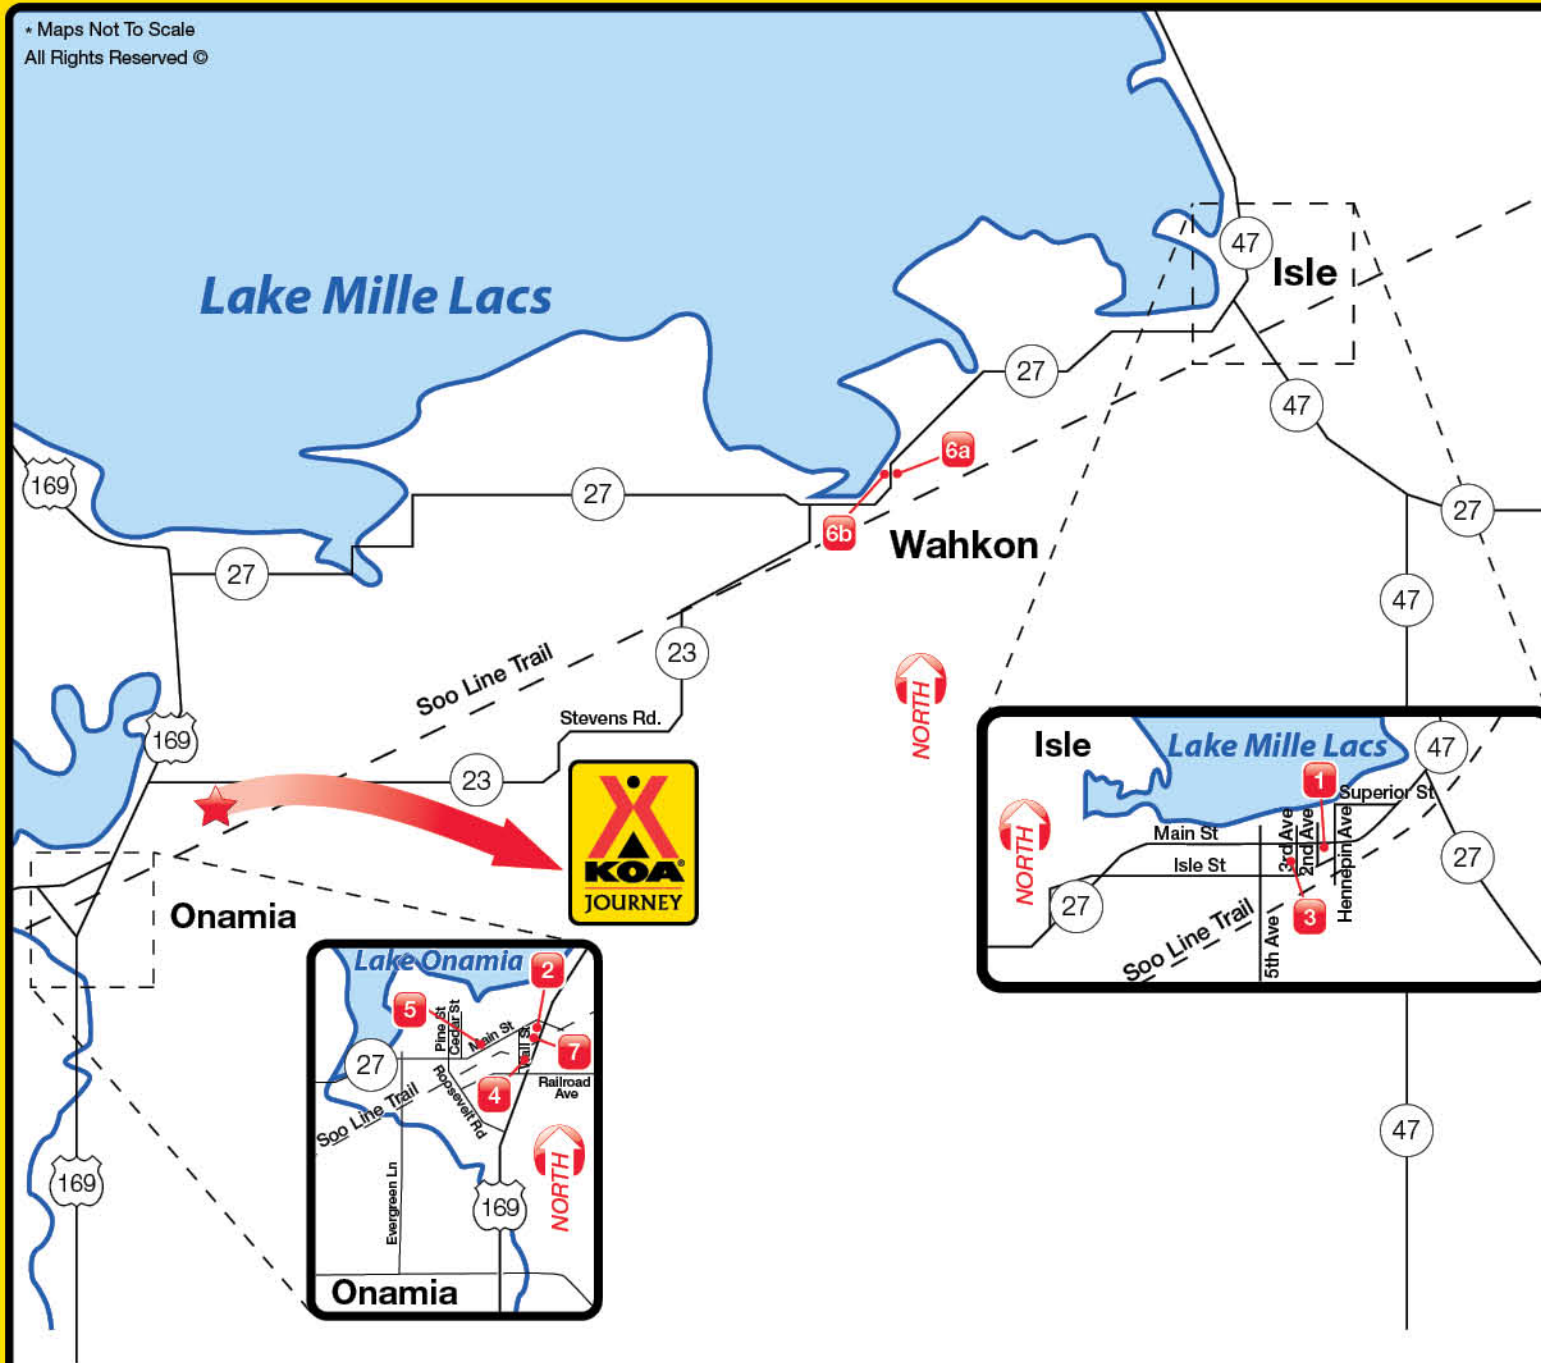 * Maps Not To Scale
All Rights Reserved ©
47
Isle
Lake Mille Lacs
27
47
6a
169
27
27
6b
Wahkon
27
47
23
Soo Line Trail
NORTH
Stevens Rd.
169
23
KOA®
JOURNEY
Onamia
Isle
Lake Mille Lacs
47
1
Superior St
NORTH
Main St
3rd Ave
2nd Ave
Hennepin Ave
Isle St
27
27
3
Soo Line Trail
5th Ave
Lake Onamia
2
5
Pine St
Cedar St
Main St
Wall St
7
27
4
Railroad
Ave
Roosevelt Rd
Soo Line Trail
NORTH
Evergreen Ln
169
169
Onamia
47